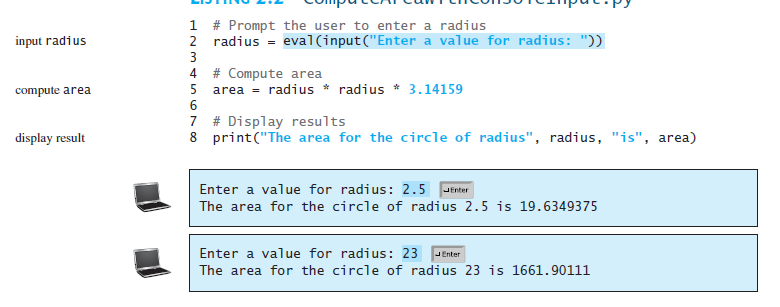 LISTING 2.2 ComputeAreaWithConsoleInput.py
1 # Prompt the user to enter a radius
input radius 2 radius = eval(input("Enter a value for radius: "))
3
4 # Compute area
compute area 5 area = radius * radius * 3.14159
6
7 # Display results
display result 8 print("The area for the circle of radius", radius, "is", area)
Enter a value for radius: 2.5 Enter
The area for the circle of radius 2.5 is 19.6349375
Enter a value for radius: 23 Enter
The area for the circle of radius 23 is 1661.90111